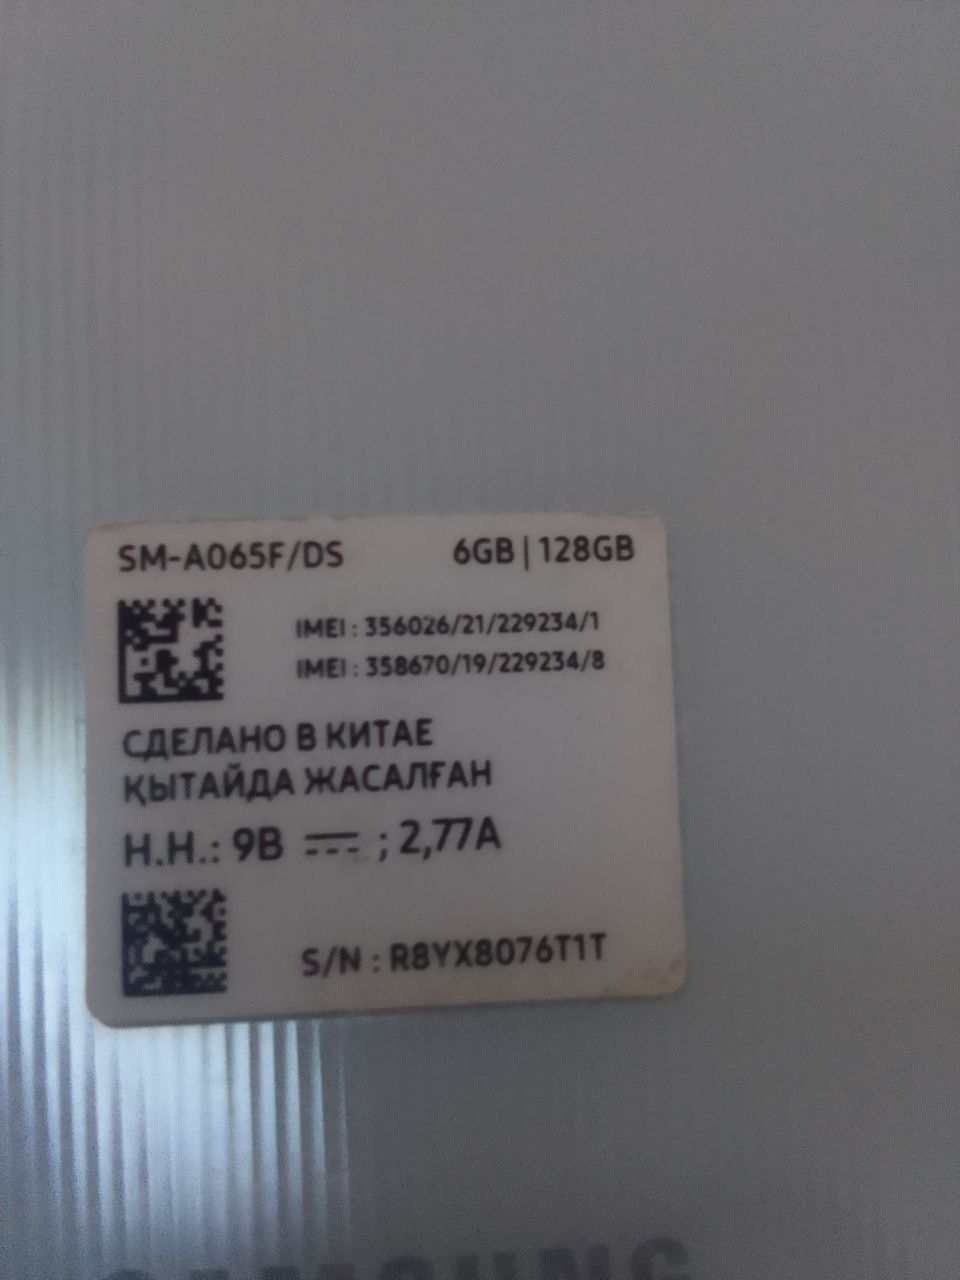 SM-A065F/DS 6GB | 128GB
IMEI : 356026/21/229234/1
IMEI : 358670/19/229234/8
СДЕЛАНО В КИТАЕ
ҚЫТАЙДА ЖАСАЛҒАН
Н.Н.: 9В ⎓ ; 2,77А
S/N : R8YX8076T1T
SAMSUNG